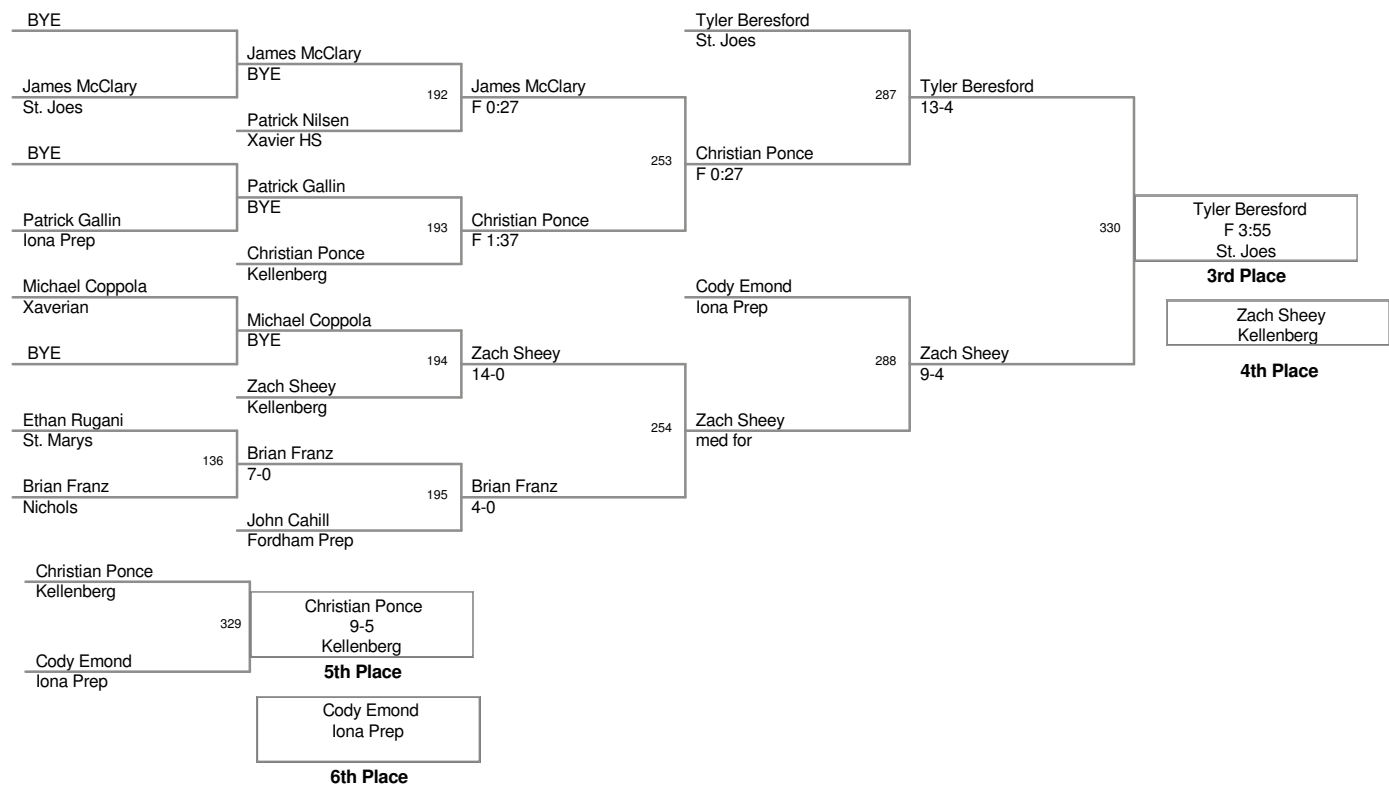 BYE
James McClary
St. Joes
BYE
Patrick Gallin
Iona Prep
Michael Coppola
Xaverian
BYE
Ethan Rugani
St. Marys
136
Brian Franz
Nichols
James McClary
BYE
192
Patrick Nilsen
Xavier HS
Patrick Gallin
BYE
193
Christian Ponce
Kellenberg
Michael Coppola
BYE
194
Zach Sheey
Kellenberg
Brian Franz
7-0
195
John Cahill
Fordham Prep
James McClary
F 0:27
253
Christian Ponce
F 1:37
Zach Sheey
14-0
254
Brian Franz
4-0
Tyler Beresford
St. Joes
287
Christian Ponce
F 0:27
Cody Emond
Iona Prep
288
Zach Sheey
med for
Tyler Beresford
13-4
330
Zach Sheey
9-4
Tyler Beresford
F 3:55
St. Joes
3rd Place
Zach Sheey
Kellenberg
4th Place
Christian Ponce
Kellenberg
329
Cody Emond
Iona Prep
Christian Ponce
9-5
Kellenberg
5th Place
Cody Emond
Iona Prep
6th Place